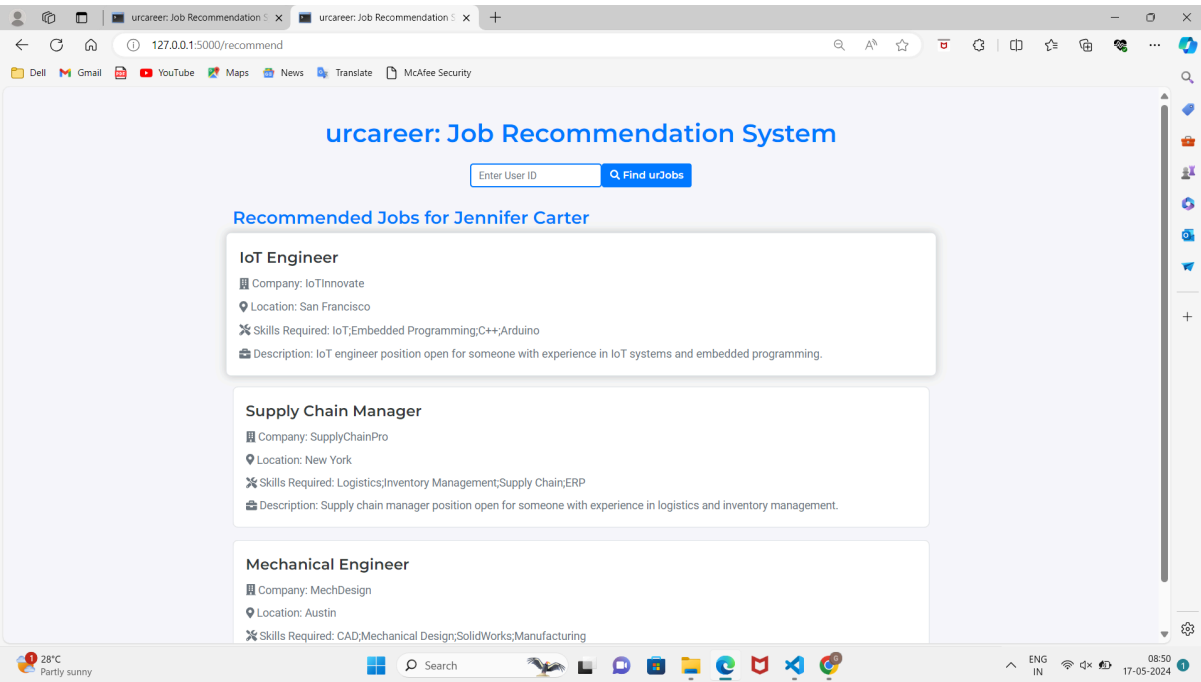 urcareer: Job Recommendation S
urcareer: Job Recommendation S
127.0.0.1:5000/recommend
Dell
Gmail
YouTube
Maps
News
Translate
McAfee Security
urcareer: Job Recommendation System
Enter User ID
Find urJobs
Recommended Jobs for Jennifer Carter
IoT Engineer
Company: IoTInnovate
Location: San Francisco
Skills Required: IoT;Embedded Programming;C++;Arduino
Description: IoT engineer position open for someone with experience in IoT systems and embedded programming.
Supply Chain Manager
Company: SupplyChainPro
Location: New York
Skills Required: Logistics;Inventory Management;Supply Chain;ERP
Description: Supply chain manager position open for someone with experience in logistics and inventory management.
Mechanical Engineer
Company: MechDesign
Location: Austin
Skills Required: CAD;Mechanical Design;SolidWorks;Manufacturing
1
28°C
Partly sunny
Search
ENG
IN
08:50
17-05-2024
1